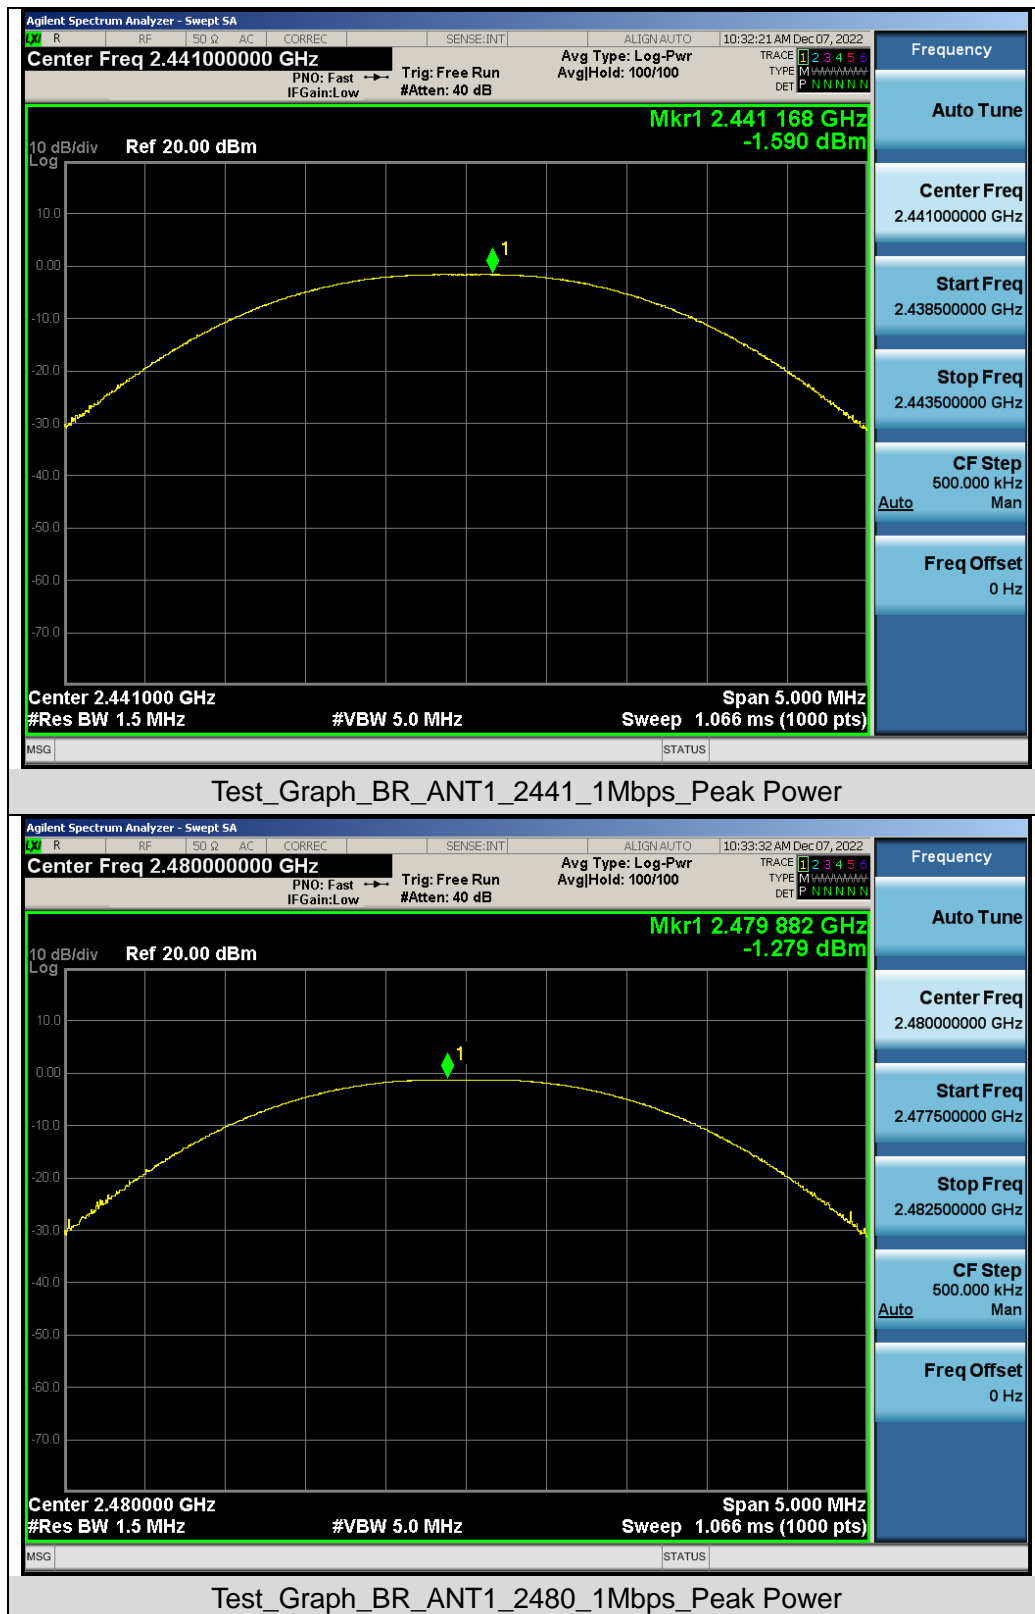 Agilent Spectrum Analyzer - Swept SA
LXI R RF 50 Ω AC CORREC SENSE:INT ALIGN AUTO 10:32:21 AM Dec 07, 2022
Center Freq 2.441000000 GHz
PNO: Fast
IFGain:Low
Trig: Free Run
#Atten: 40 dB
Avg Type: Log-Pwr
Avg|Hold: 100/100
TRACE 1 2 3 4 5 6
TYPE M WWWWW
DET P N N N N N
Mkr1 2.441 168 GHz
-1.590 dBm
10 dB/div Ref 20.00 dBm
Log
10.0
0.00
-10.0
-20.0
-30.0
-40.0
-50.0
-60.0
-70.0
1
Center 2.441000 GHz Span 5.000 MHz
#Res BW 1.5 MHz #VBW 5.0 MHz Sweep 1.066 ms (1000 pts)
MSG STATUS
Frequency
Auto Tune
Center Freq
2.441000000 GHz
Start Freq
2.438500000 GHz
Stop Freq
2.443500000 GHz
CF Step
500.000 kHz
Auto Man
Freq Offset
0 Hz
Test_Graph_BR_ANT1_2441_1Mbps_Peak Power
Agilent Spectrum Analyzer - Swept SA
LXI R RF 50 Ω AC CORREC SENSE:INT ALIGN AUTO 10:33:32 AM Dec 07, 2022
Center Freq 2.480000000 GHz
PNO: Fast
IFGain:Low
Trig: Free Run
#Atten: 40 dB
Avg Type: Log-Pwr
Avg|Hold: 100/100
TRACE 1 2 3 4 5 6
TYPE M WWWWW
DET P N N N N N
Mkr1 2.479 882 GHz
-1.279 dBm
10 dB/div Ref 20.00 dBm
Log
10.0
0.00
-10.0
-20.0
-30.0
-40.0
-50.0
-60.0
-70.0
1
Center 2.480000 GHz Span 5.000 MHz
#Res BW 1.5 MHz #VBW 5.0 MHz Sweep 1.066 ms (1000 pts)
MSG STATUS
Frequency
Auto Tune
Center Freq
2.480000000 GHz
Start Freq
2.477500000 GHz
Stop Freq
2.482500000 GHz
CF Step
500.000 kHz
Auto Man
Freq Offset
0 Hz
Test_Graph_BR_ANT1_2480_1Mbps_Peak Power